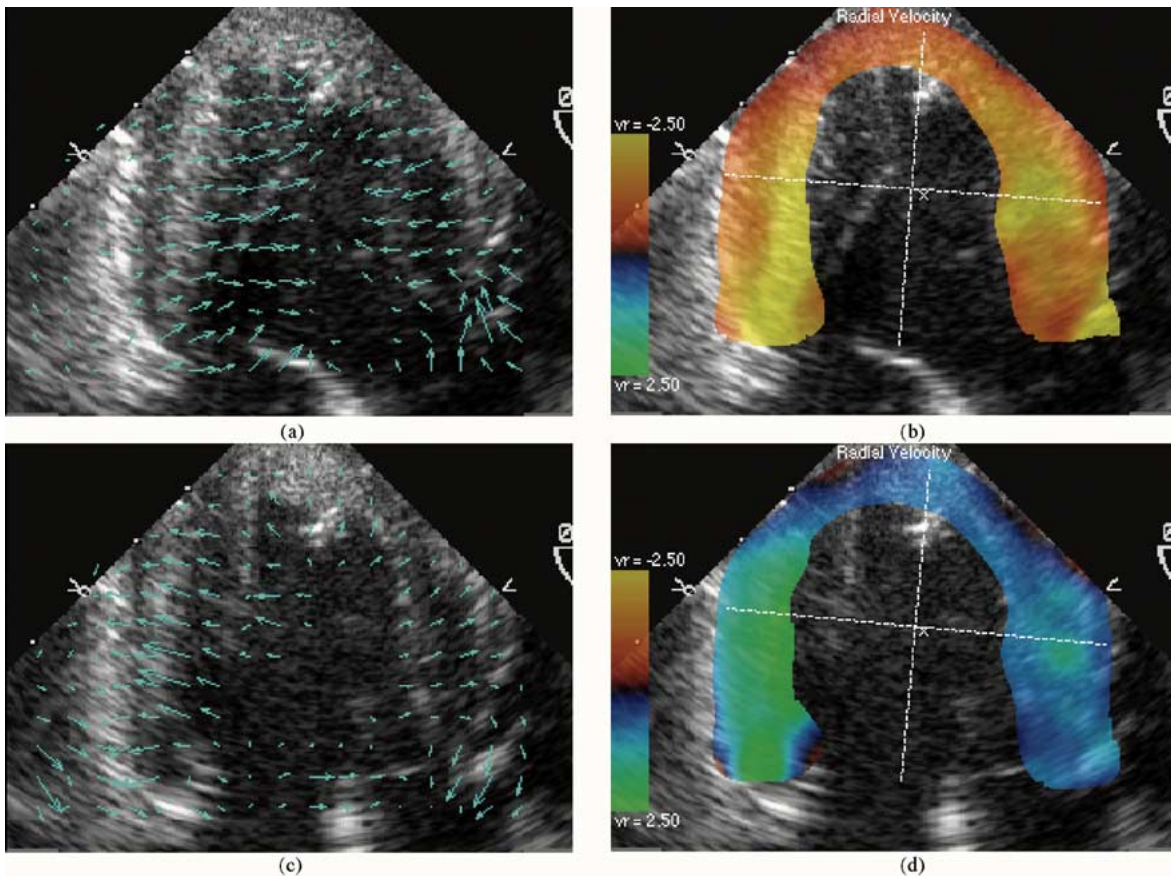 Radial Velocity
vr = -2.50
vr = 2.50
(a)
(b)
Radial Velocity
vr = -2.50
vr = 2.50
(c)
(d)